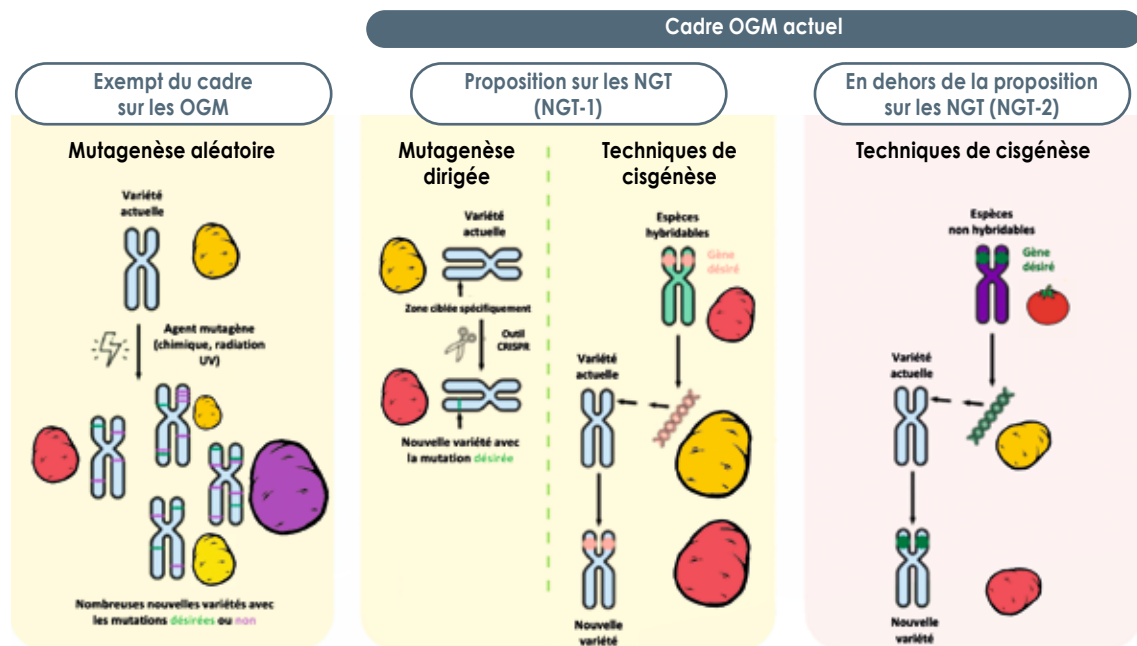 Cadre OGM actuel
Exempt du cadre
sur les OGM
Proposition sur les NGT
(NGT-1)
En dehors de la proposition
sur les NGT (NGT-2)
Mutagenèse aléatoire
Variété
actuelle
Agent mutagène
(chimique, radiation
UV)
Nombreuses nouvelles variétés avec
les mutations désirées ou non
Mutagenèse
dirigée
Variété
actuelle
Zone ciblée spécifiquement
Outil
CRISPR
Nouvelle variété avec
la mutation désirée
Techniques de
cisgénèse
Espèces
hybridables
Gène
désiré
Variété
actuelle
Nouvelle
variété
Techniques de cisgénèse
Espèces
non hybridables
Gène
désiré
Variété
actuelle
Nouvelle
variété